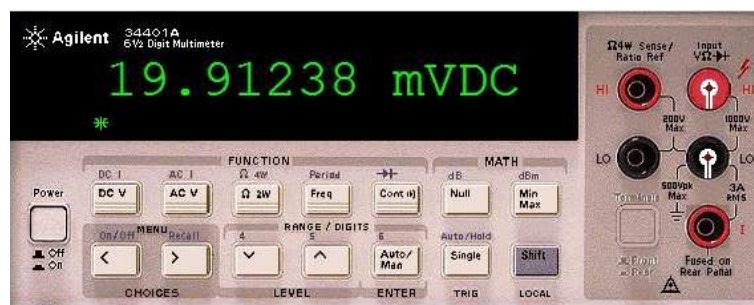 Agilent 34401A
6½ Digit Multimeter
19.91238 mVDC
Ω4W Sense/
Ratio Ref
Input
VΩ
HI
HI
200V
Max
1000V
Max
LO
LO
500Vpk
Max
3A
RMS
Terminals
Front
Rear
I
Fused on
Rear Panel
FUNCTION
MATH
DC I
AC I
Ω 4W
Period
dB
dBm
Power
DC V
AC V
Ω 2W
Freq
Cont
Null
Min
Max
Off
On
On/Off
MENU
Recall
RANGE / DIGITS
4
5
6
Auto/Hold
<
>
Auto/
Man
Single
Shift
CHOICES
LEVEL
ENTER
TRIG
LOCAL